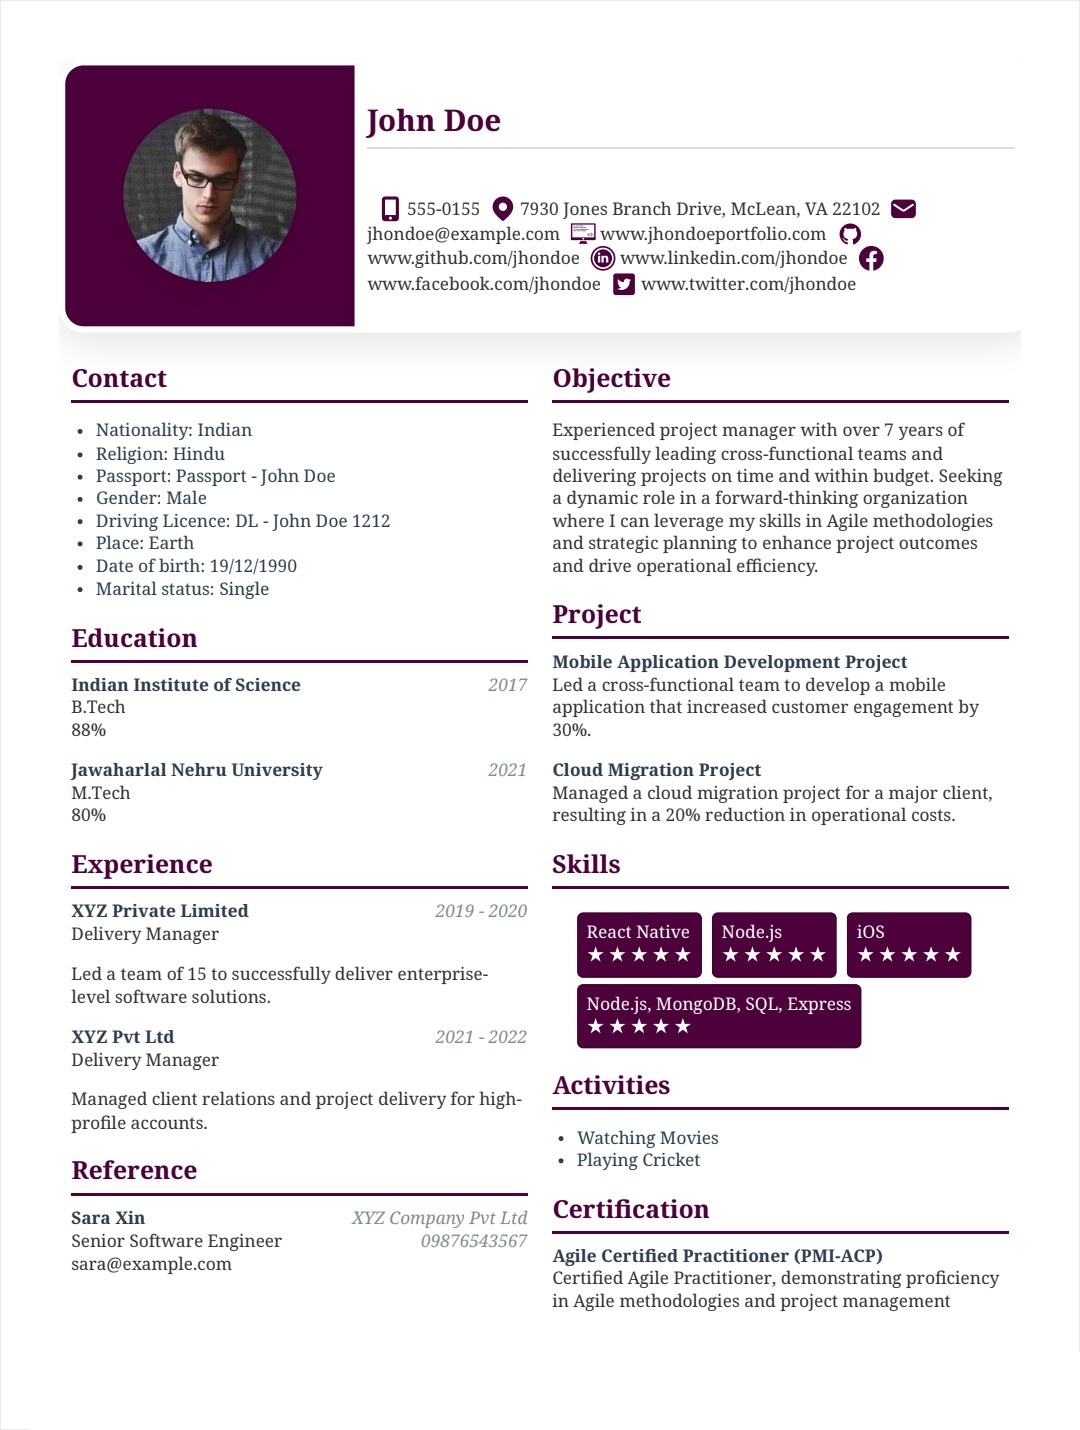 John Doe
555-0155 7930 Jones Branch Drive, McLean, VA 22102
jhondoe@example.com www.jhondoeportfolio.com
www.github.com/jhondoe www.linkedin.com/jhondoe
www.facebook.com/jhondoe www.twitter.com/jhondoe
Contact
• Nationality: Indian
• Religion: Hindu
• Passport: Passport - John Doe
• Gender: Male
• Driving Licence: DL - John Doe 1212
• Place: Earth
• Date of birth: 19/12/1990
• Marital status: Single
Education
Indian Institute of Science 2017
B.Tech
88%
Jawaharlal Nehru University 2021
M.Tech
80%
Experience
XYZ Private Limited 2019 - 2020
Delivery Manager
Led a team of 15 to successfully deliver enterprise-
level software solutions.
XYZ Pvt Ltd 2021 - 2022
Delivery Manager
Managed client relations and project delivery for high-
profile accounts.
Reference
Sara Xin XYZ Company Pvt Ltd
Senior Software Engineer 09876543567
sara@example.com
Objective
Experienced project manager with over 7 years of
successfully leading cross-functional teams and
delivering projects on time and within budget. Seeking
a dynamic role in a forward-thinking organization
where I can leverage my skills in Agile methodologies
and strategic planning to enhance project outcomes
and drive operational efficiency.
Project
Mobile Application Development Project
Led a cross-functional team to develop a mobile
application that increased customer engagement by
30%.
Cloud Migration Project
Managed a cloud migration project for a major client,
resulting in a 20% reduction in operational costs.
Skills
React Native Node.js iOS
★ ★ ★ ★ ★ ★ ★ ★ ★ ★ ★ ★ ★ ★ ★
Node.js, MongoDB, SQL, Express
★ ★ ★ ★ ★
Activities
• Watching Movies
• Playing Cricket
Certification
Agile Certified Practitioner (PMI-ACP)
Certified Agile Practitioner, demonstrating proficiency
in Agile methodologies and project management